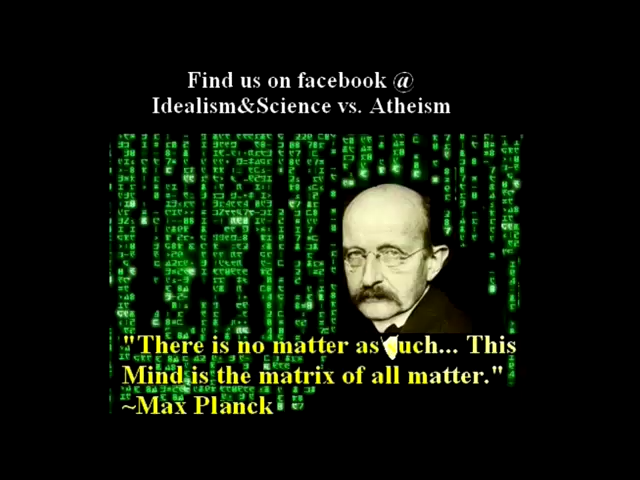 Find us on facebook @
Idealism&Science vs. Atheism
"There is no matter as such... This
Mind is the matrix of all matter."
~Max Planck